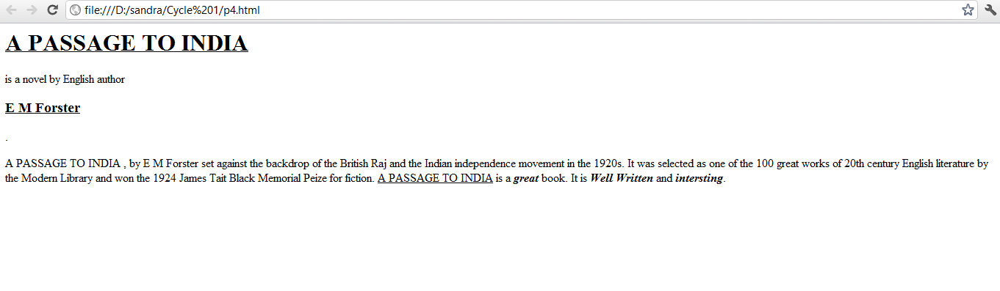 file:///D:/sandra/Cycle%201/p4.html
A PASSAGE TO INDIA
is a novel by English author
E M Forster
.
A PASSAGE TO INDIA , by E M Forster set against the backdrop of the British Raj and the Indian independence movement in the 1920s. It was selected as one of the 100 great works of 20th century English literature by
the Modern Library and won the 1924 James Tait Black Memorial Peize for fiction. A PASSAGE TO INDIA is a great book. It is Well Written and intersting.